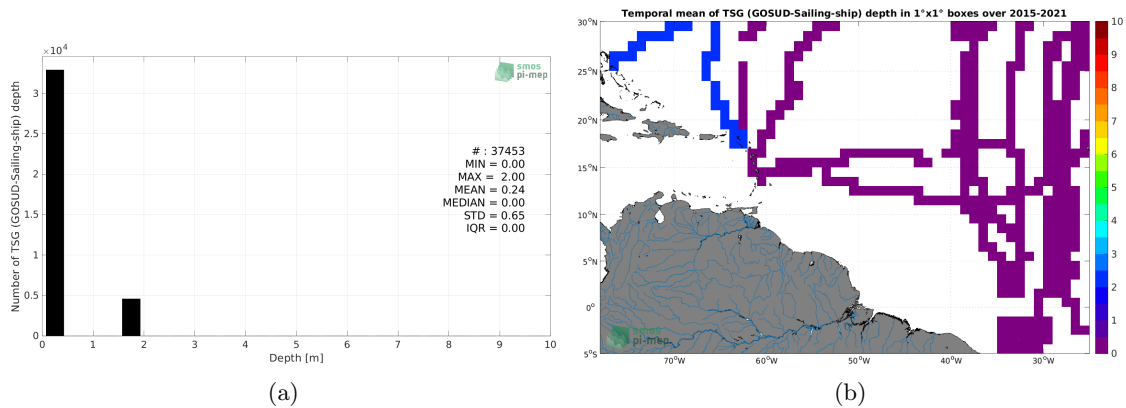 ×10⁴
Number of TSG (GOSUD-Sailing-ship) depth
3
2.5
2
1.5
1
0.5
0
0 1 2 3 4 5 6 7 8 9 10
Depth [m]
smos
pi-mep
# : 37453
MIN = 0.00
MAX = 2.00
MEAN = 0.24
MEDIAN = 0.00
STD = 0.65
IQR = 0.00
(a)
Temporal mean of TSG (GOSUD-Sailing-ship) depth in 1°x1° boxes over 2015-2021
30°N
25°N
20°N
15°N
10°N
5°N
0°
5°S
70°W 60°W 50°W 40°W 30°W
smos
pi-mep
10
9
8
7
6
5
4
3
2
1
0
(b)